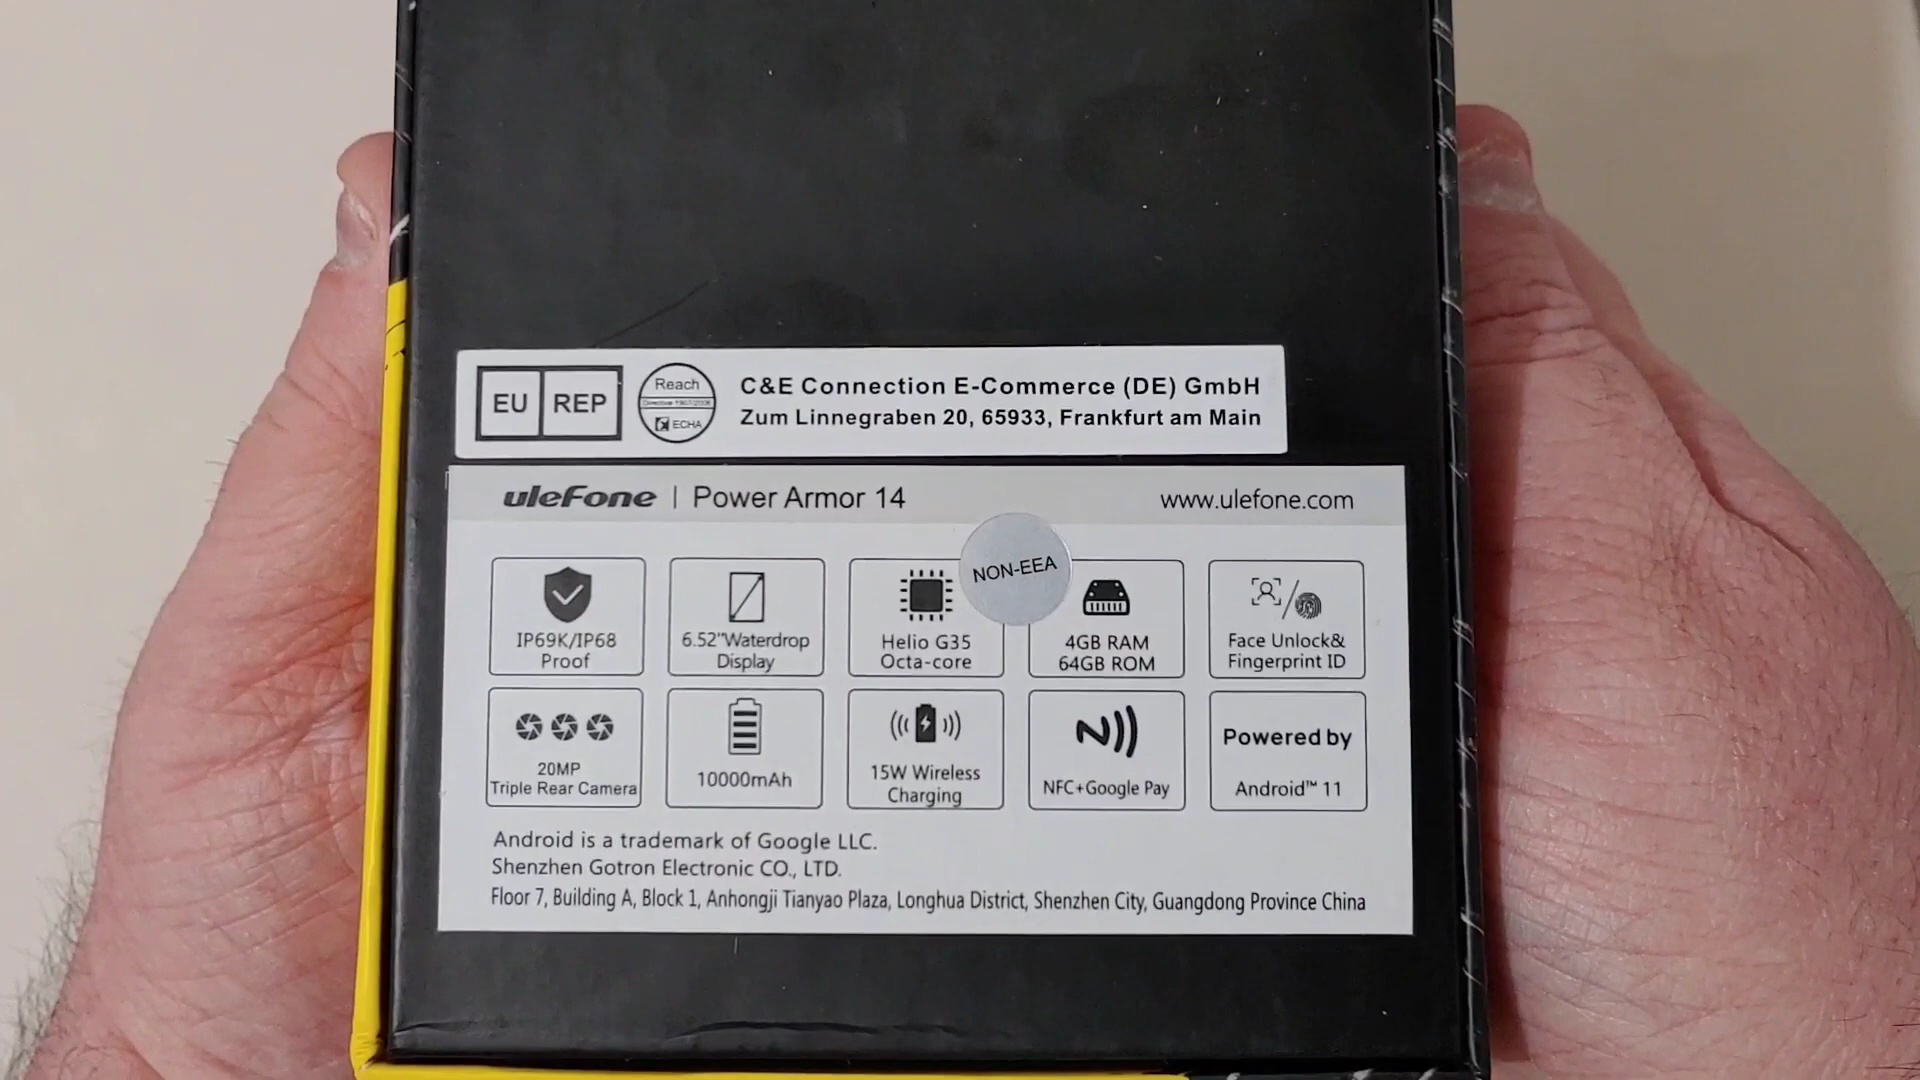 EU REP
Reach
ECHA
C&E Connection E-Commerce (DE) GmbH
Zum Linnegraben 20, 65933, Frankfurt am Main
uleFone | Power Armor 14
www.ulefone.com
NON-EEA
IP69K/IP68
Proof
6.52"Waterdrop
Display
Helio G35
Octa-core
4GB RAM
64GB ROM
Face Unlock&
Fingerprint ID
20MP
Triple Rear Camera
10000mAh
15W Wireless
Charging
NFC+Google Pay
Powered by
Android™ 11
Android is a trademark of Google LLC.
Shenzhen Gotron Electronic CO., LTD.
Floor 7, Building A, Block 1, Anhongji Tianyao Plaza, Longhua District, Shenzhen City, Guangdong Province China